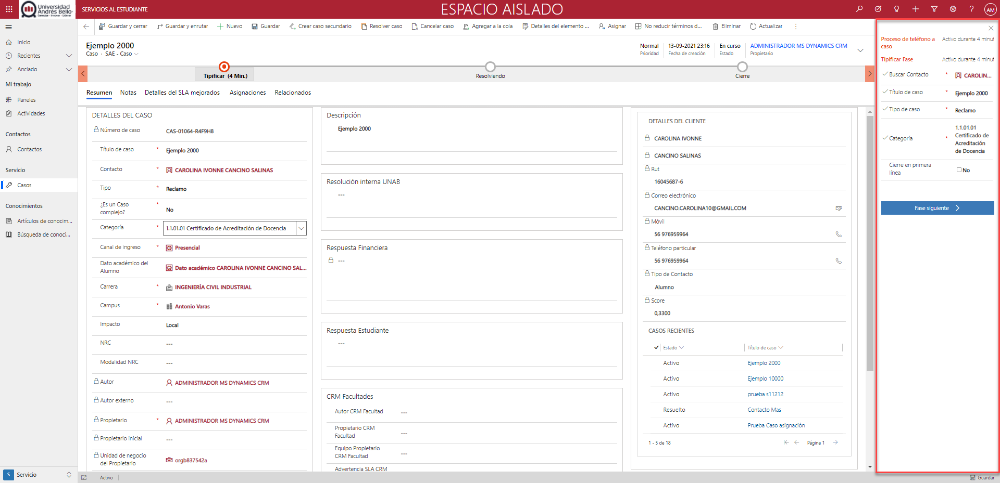 Universidad
Andrés Bello
Conectar - Innovar - Liderar
SERVICIOS AL ESTUDIANTE
ESPACIO AISLADO
AM
Inicio
Recientes
Anclado
Mi trabajo
Paneles
Actividades
Contactos
Contactos
Servicio
Casos
Conocimientos
Artículos de conocim...
Búsqueda de conoci...
S Servicio
Guardar y cerrar
Guardar y enrutar
Nuevo
Guardar
Crear caso secundario
Resolver caso
Cancelar caso
Agregar a la cola
Detalles del elemento ...
Asignar
No reducir términos d...
Eliminar
Actualizar
Ejemplo 2000
Caso · SAE - Caso
Normal
Prioridad
13-09-2021 23:16
Fecha de creación
En curso
Estado
ADMINISTRADOR MS DYNAMICS CRM
Propietario
Tipificar (4 Min.)
Resolviendo
Cierre
Resumen
Notas
Detalles del SLA mejorados
Asignaciones
Relacionados
DETALLES DEL CASO
Número de caso
CAS-01064-R4F9H8
Título de caso * Ejemplo 2000
Contacto * CAROLINA IVONNE CANCINO SALINAS
Tipo * Reclamo
¿Es un Caso
complejo?
* No
Categoría * 1.1.01.01 Certificado de Acreditación de Docencia
Canal de ingreso * Presencial
Dato académico del
Alumno
Dato académico CAROLINA IVONNE CANCINO SAL...
Carrera * INGENIERÍA CIVIL INDUSTRIAL
Campus * Antonio Varas
Impacto Local
NRC ---
Modalidad NRC ---
Autor ADMINISTRADOR MS DYNAMICS CRM
Autor externo ---
Propietario * ADMINISTRADOR MS DYNAMICS CRM
Propietario inicial ---
Unidad de negocio
del Propietario
orgb837542a
Descripción
Ejemplo 2000
Resolución interna UNAB
---
Respuesta Financiera
---
Respuesta Estudiante
---
CRM Facultades
Autor CRM Facultad ---
Propietario CRM
Facultad
---
Equipo Propietario
CRM Facultad
---
Advertencia SLA CRM
DETALLES DEL CLIENTE
CAROLINA IVONNE
CANCINO SALINAS
Rut
16045687-6
Correo electrónico
CANCINO.CAROLINA10@GMAIL.COM
Móvil
56 976959964
Teléfono particular
56 976959964
Tipo de Contacto
Alumno
Score
0,3300
CASOS RECIENTES
Estado Título de caso
Activo Ejemplo 2000
Activo Ejemplo 10000
Activo prueba s11212
Resuelto Contacto Mas
Activo Prueba Caso asignación
1 - 5 de 18
Página 1
Proceso de teléfono a
caso
Activo durante 4 minut
Tipificar Fase
Activo durante 4 minut
Buscar Contacto * CAROLIN...
Título de caso * Ejemplo 2000
Tipo de caso * Reclamo
Categoría *
1.1.01.01
Certificado de
Acreditación
de Docencia
Cierre en primera
línea
No
Fase siguiente
Activo
Guardar